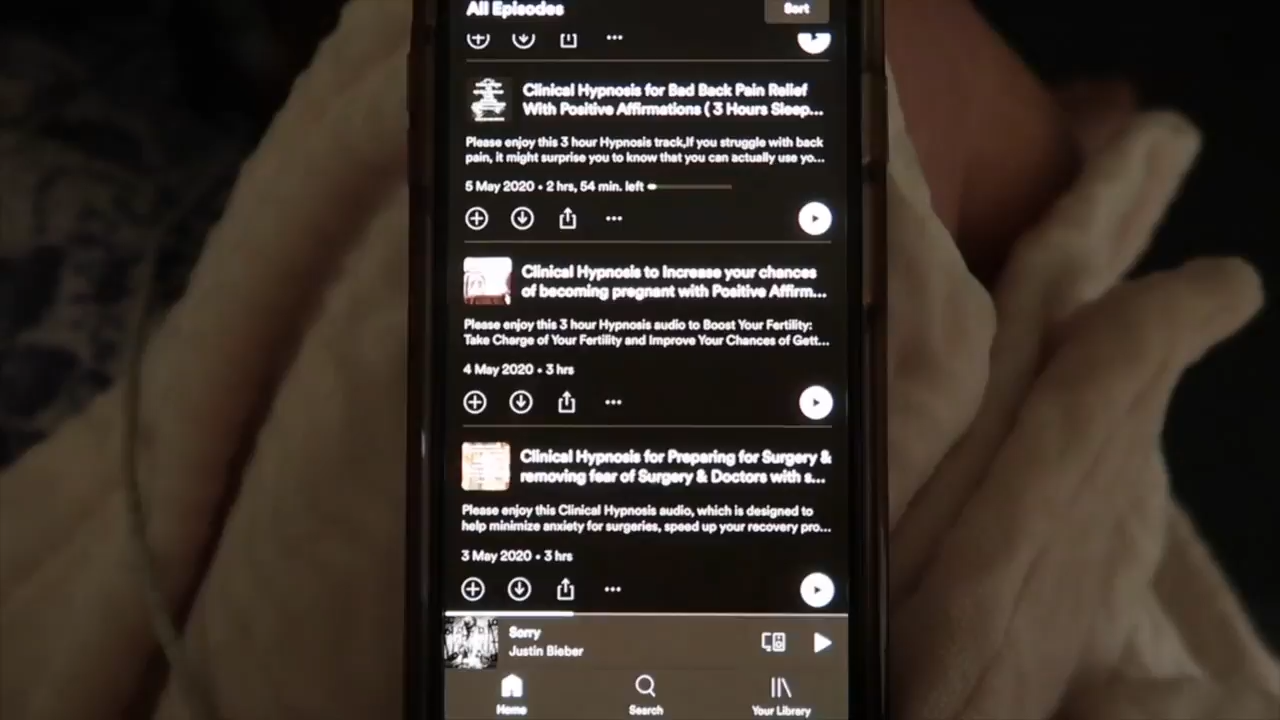 All Episodes
Sort
Clinical Hypnosis for Bad Back Pain Relief
With Positive Affirmations ( 3 Hours Sleep...
Please enjoy this 3 hour Hypnosis track,If you struggle with back
pain, it might surprise you to know that you can actually use yo...
5 May 2020 • 2 hrs, 54 min. left
Clinical Hypnosis to Increase your chances
of becoming pregnant with Positive Affirm...
Please enjoy this 3 hour Hypnosis audio to Boost Your Fertility:
Take Charge of Your Fertility and Improve Your Chances of Gett...
4 May 2020 • 3 hrs
Clinical Hypnosis for Preparing for Surgery &
removing fear of Surgery & Doctors with s...
Please enjoy this Clinical Hypnosis audio, which is designed to
help minimize anxiety for surgeries, speed up your recovery pro...
3 May 2020 • 3 hrs
Sorry
Justin Bieber
Home
Search
Your Library